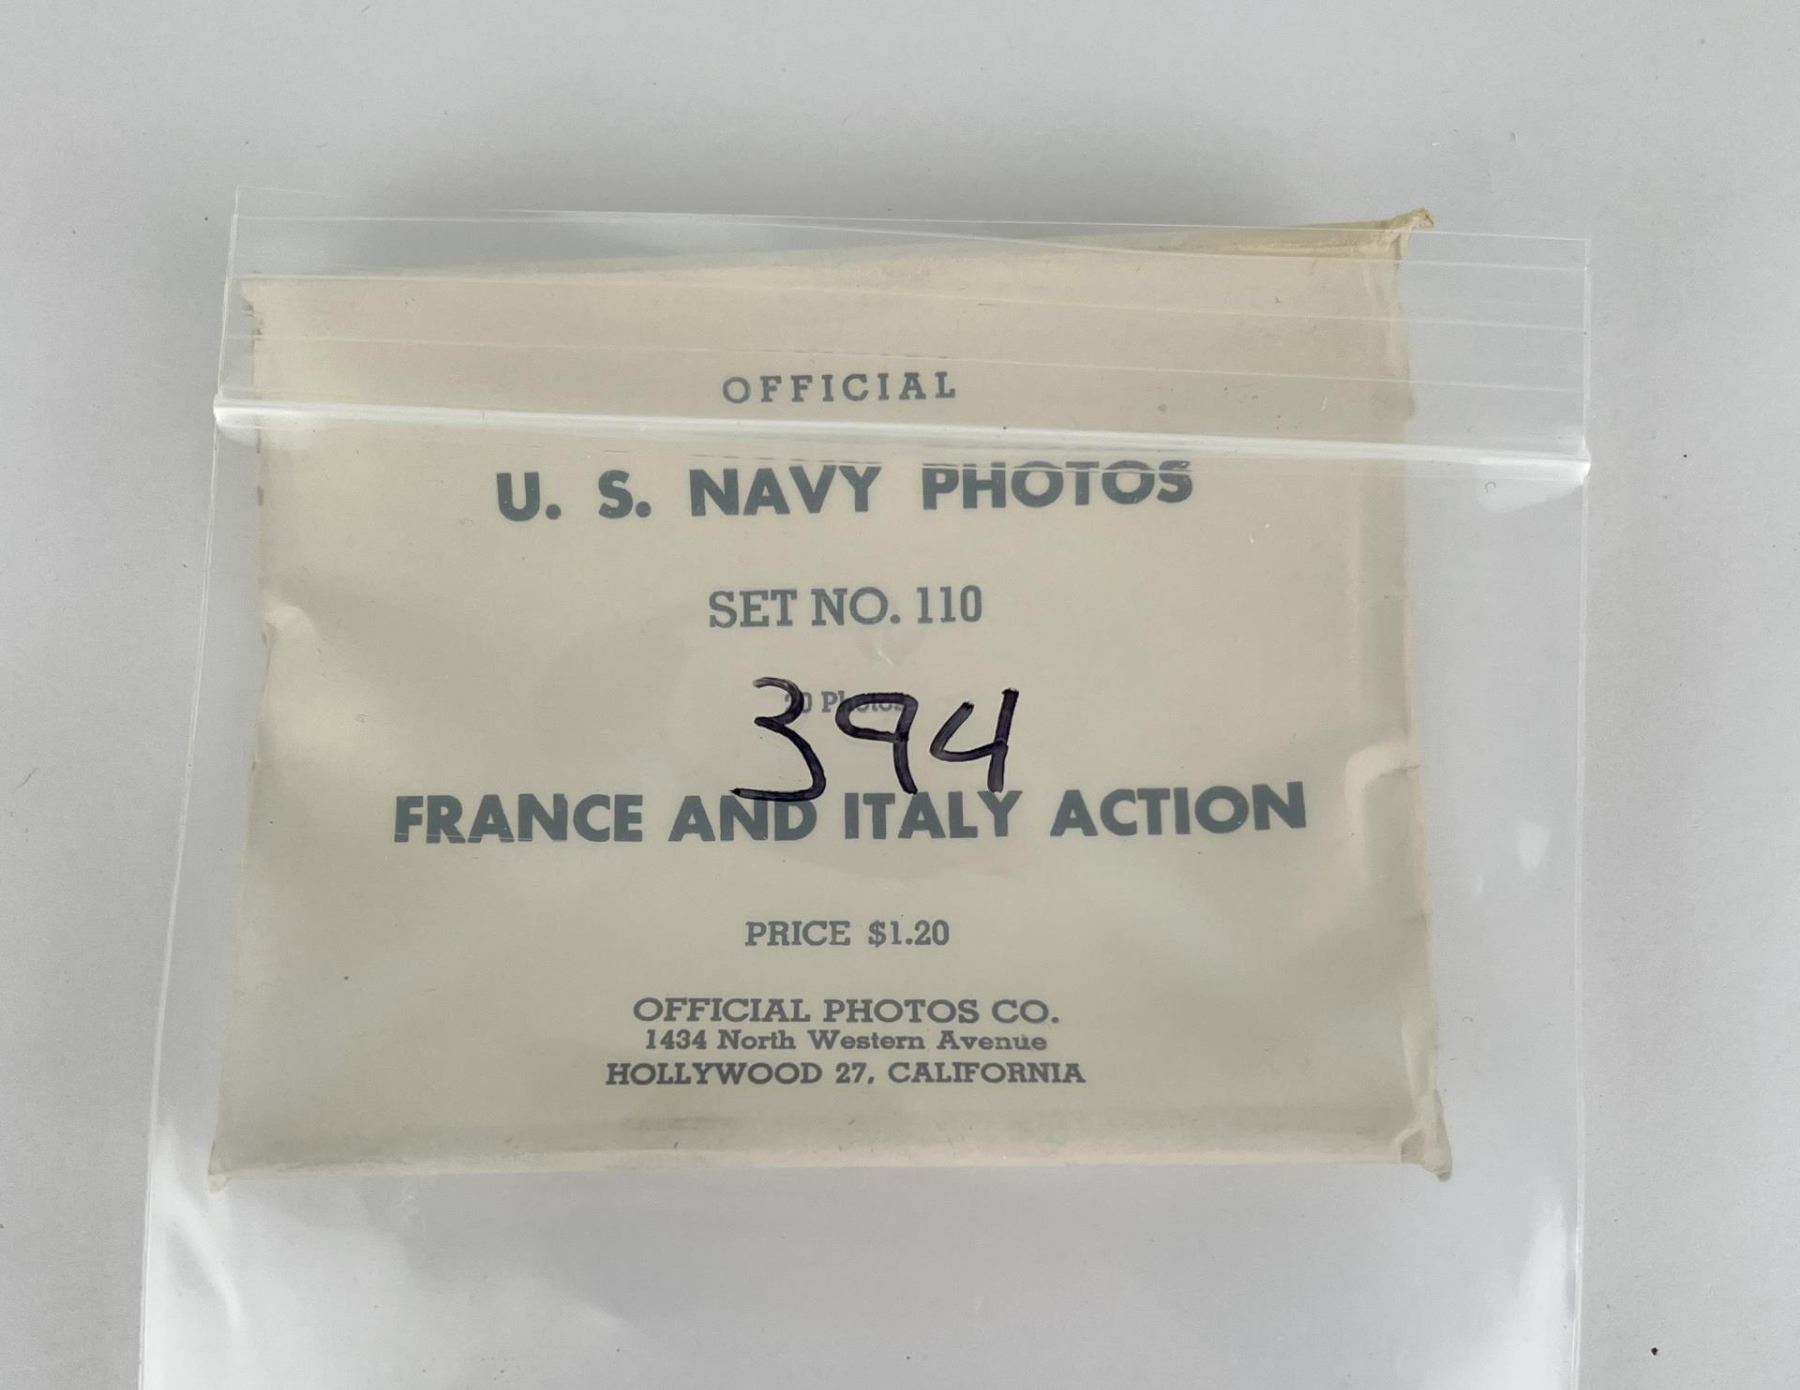 OFFICIAL
U. S. NAVY PHOTOS
SET NO. 110
Photos
394
FRANCE AND ITALY ACTION
PRICE $1.20
OFFICIAL PHOTOS CO.
1434 North Western Avenue
HOLLYWOOD 27, CALIFORNIA